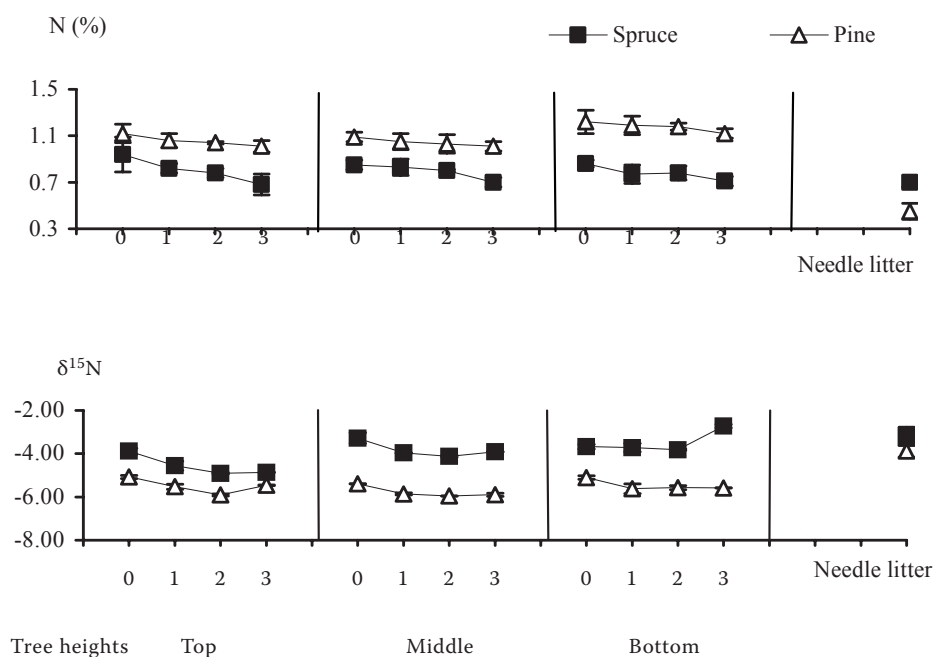 N (%)
Spruce Pine
1.5
1.1
0.7
0.3
0 1 2 3 0 1 2 3 0 1 2 3
Needle litter
δ¹⁵N
-2.00
-4.00
-6.00
-8.00
0 1 2 3 0 1 2 3 0 1 2 3 Needle litter
Tree heights Top Middle Bottom